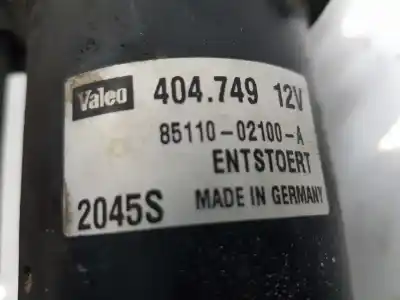 Valeo 404.749 12V
85110-02100-A
ENTSTOERT
2045S MADE IN GERMANY